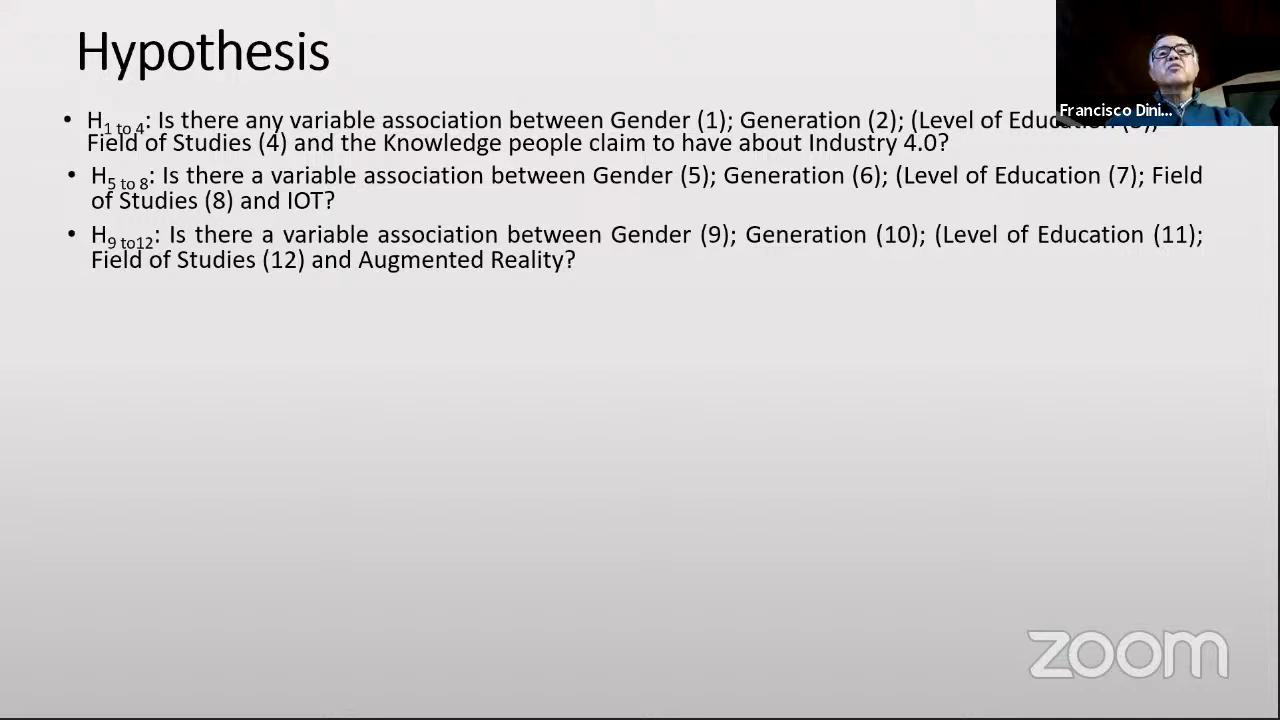 Hypothesis
Francisco Dini...
• H1 to 4: Is there any variable association between Gender (1); Generation (2); (Level of
Field of Studies (4) and the Knowledge people claim to have about Industry 4.0?
• H5 to 8: Is there a variable association between Gender (5); Generation (6); (Level of Education (7); Field
of Studies (8) and IOT?
• H9 to12: Is there a variable association between Gender (9); Generation (10); (Level of Education (11);
Field of Studies (12) and Augmented Reality?
zoom